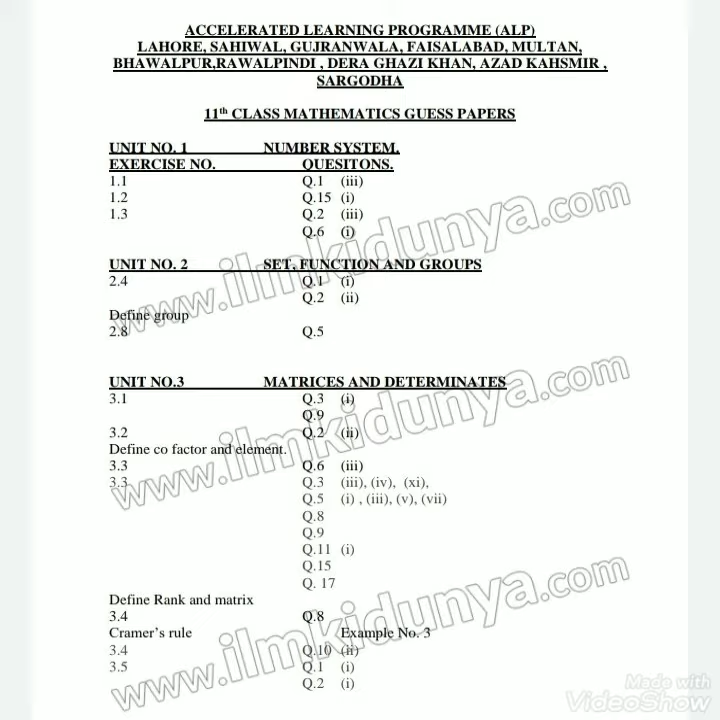 ACCELERATED LEARNING PROGRAMME (ALP)
LAHORE, SAHIWAL, GUJRANWALA, FAISALABAD, MULTAN,
BHAWALPUR,RAWALPINDI , DERA GHAZI KHAN, AZAD KAHSMIR ,
SARGODHA
11th CLASS MATHEMATICS GUESS PAPERS
UNIT NO. 1 NUMBER SYSTEM.
EXERCISE NO. QUESITONS.
1.1 Q.1 (iii)
1.2 Q.15 (i)
1.3 Q.2 (iii)
Q.6 (i)
www.ilmkidunya.com
UNIT NO. 2 SET, FUNCTION AND GROUPS
2.4 Q.1 (i)
Q.2 (ii)
Define group
2.8 Q.5
UNIT NO.3 MATRICES AND DETERMINATES
3.1 Q.3 (i)
Q.9
3.2 Q.2 (ii)
www.ilmkidunya.com
Define co factor and element.
3.3 Q.6 (iii)
3.3 Q.3 (iii), (iv), (xi),
Q.5 (i) , (iii), (v), (vii)
Q.8
Q.9
Q.11 (i)
Q.15
Q. 17
Define Rank and matrix
3.4 Q.8
Cramer's rule Example No. 3
www.ilmkidunya.com
3.4 Q.10 (ii)
3.5 Q.1 (i)
Q.2 (i)
Made with
VideoShow